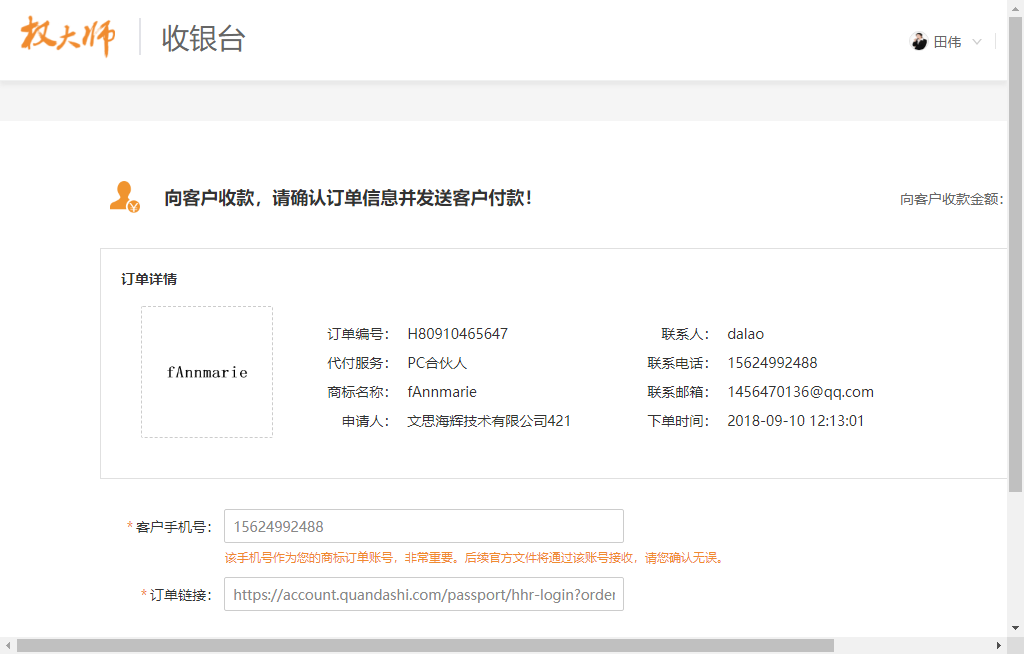 权大师 收银台 田伟
向客户收款，请确认订单信息并发送客户付款！ 向客户收款金额：
订单详情
fAnnmarie
订单编号： H80910465647 联系人： dalao
代付服务： PC合伙人 联系电话： 15624992488
商标名称： fAnnmarie 联系邮箱： 1456470136@qq.com
申请人： 文思海辉技术有限公司421 下单时间： 2018-09-10 12:13:01
*客户手机号： 15624992488
该手机号作为您的商标订单账号，非常重要。后续官方文件将通过该账号接收，请您确认无误。
*订单链接： https://account.quandashi.com/passport/hhr-login?order